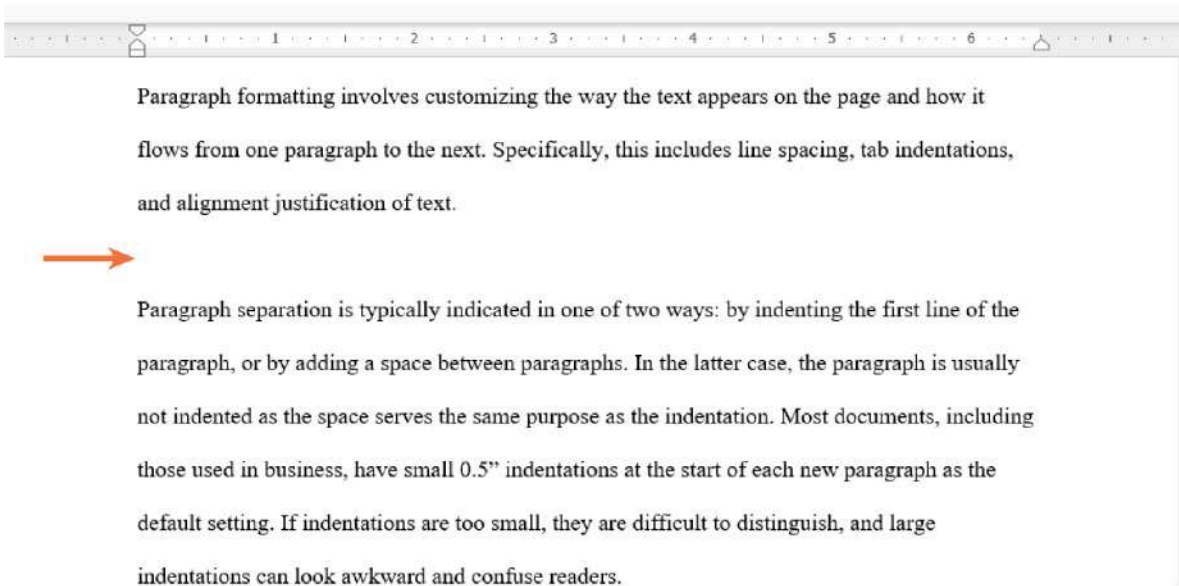 1 2 3 4 5 6
Paragraph formatting involves customizing the way the text appears on the page and how it
flows from one paragraph to the next. Specifically, this includes line spacing, tab indentations,
and alignment justification of text.
Paragraph separation is typically indicated in one of two ways: by indenting the first line of the
paragraph, or by adding a space between paragraphs. In the latter case, the paragraph is usually
not indented as the space serves the same purpose as the indentation. Most documents, including
those used in business, have small 0.5” indentations at the start of each new paragraph as the
default setting. If indentations are too small, they are difficult to distinguish, and large
indentations can look awkward and confuse readers.